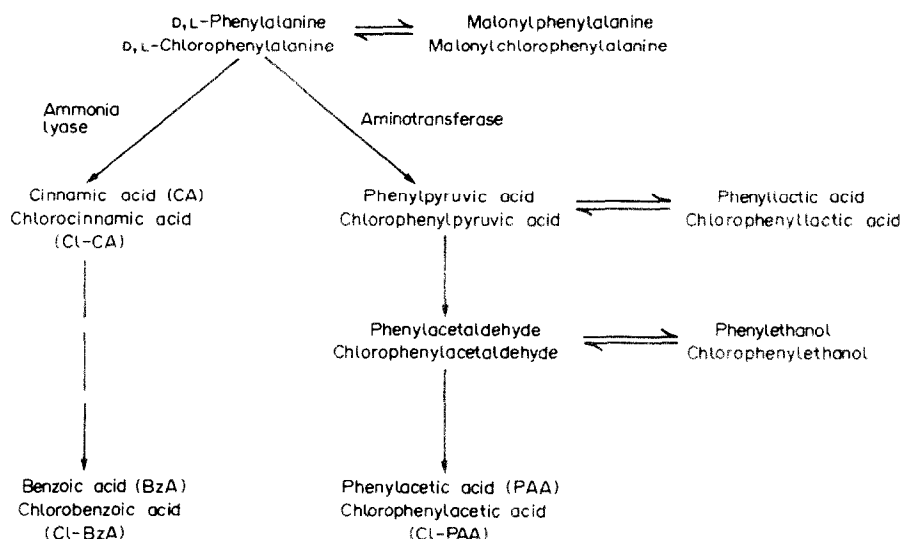 D,L-Phenylalanine
D,L-Chlorophenylalanine
Malonylphenylalanine
Malonylchlorophenylalanine
Ammonia
lyase
Aminotransferase
Cinnamic acid (CA)
Chlorocinnamic acid
(Cl-CA)
Phenylpyruvic acid
Chlorophenylpyruvic acid
Phenyllactic acid
Chlorophenyllactic acid
Phenylacetaldehyde
Chlorophenylacetaldehyde
Phenylethanol
Chlorophenylethanol
Benzoic acid (BzA)
Chlorobenzoic acid
(Cl-BzA)
Phenylacetic acid (PAA)
Chlorophenylacetic acid
(Cl-PAA)